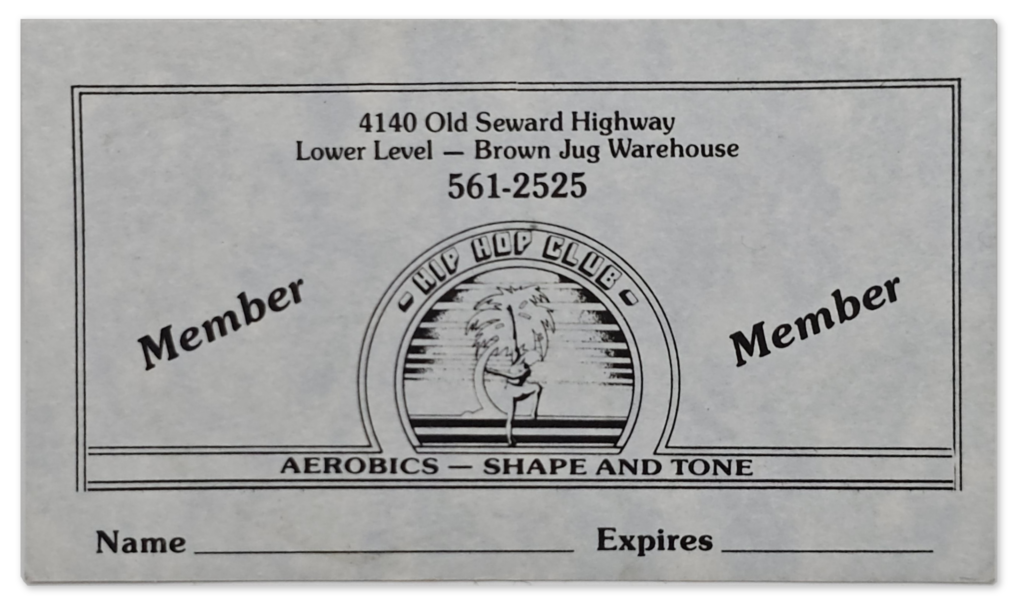 4140 Old Seward Highway
Lower Level — Brown Jug Warehouse
561-2525
HIP HOP CLUB
Member
Member
AEROBICS — SHAPE AND TONE
Name
Expires